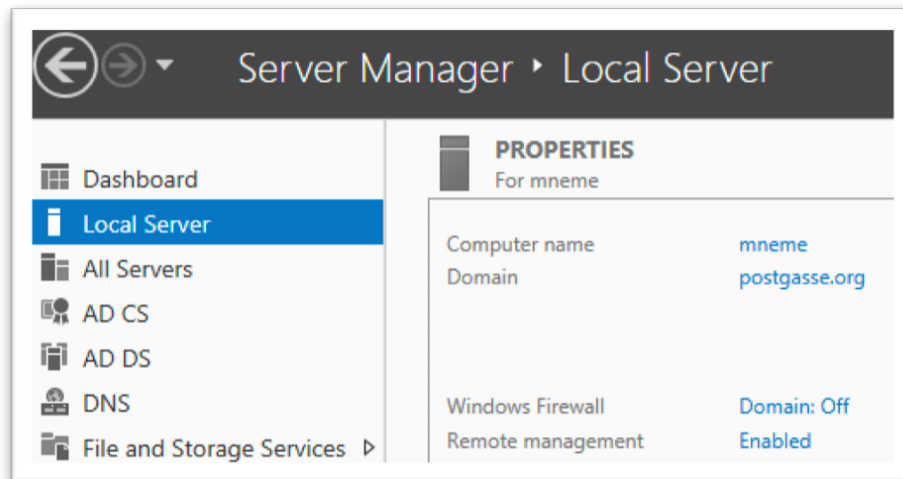 Server Manager ‣ Local Server
Dashboard
Local Server
All Servers
AD CS
AD DS
DNS
File and Storage Services ▷
PROPERTIES
For mneme
Computer name mneme
Domain postgasse.org
Windows Firewall Domain: Off
Remote management Enabled